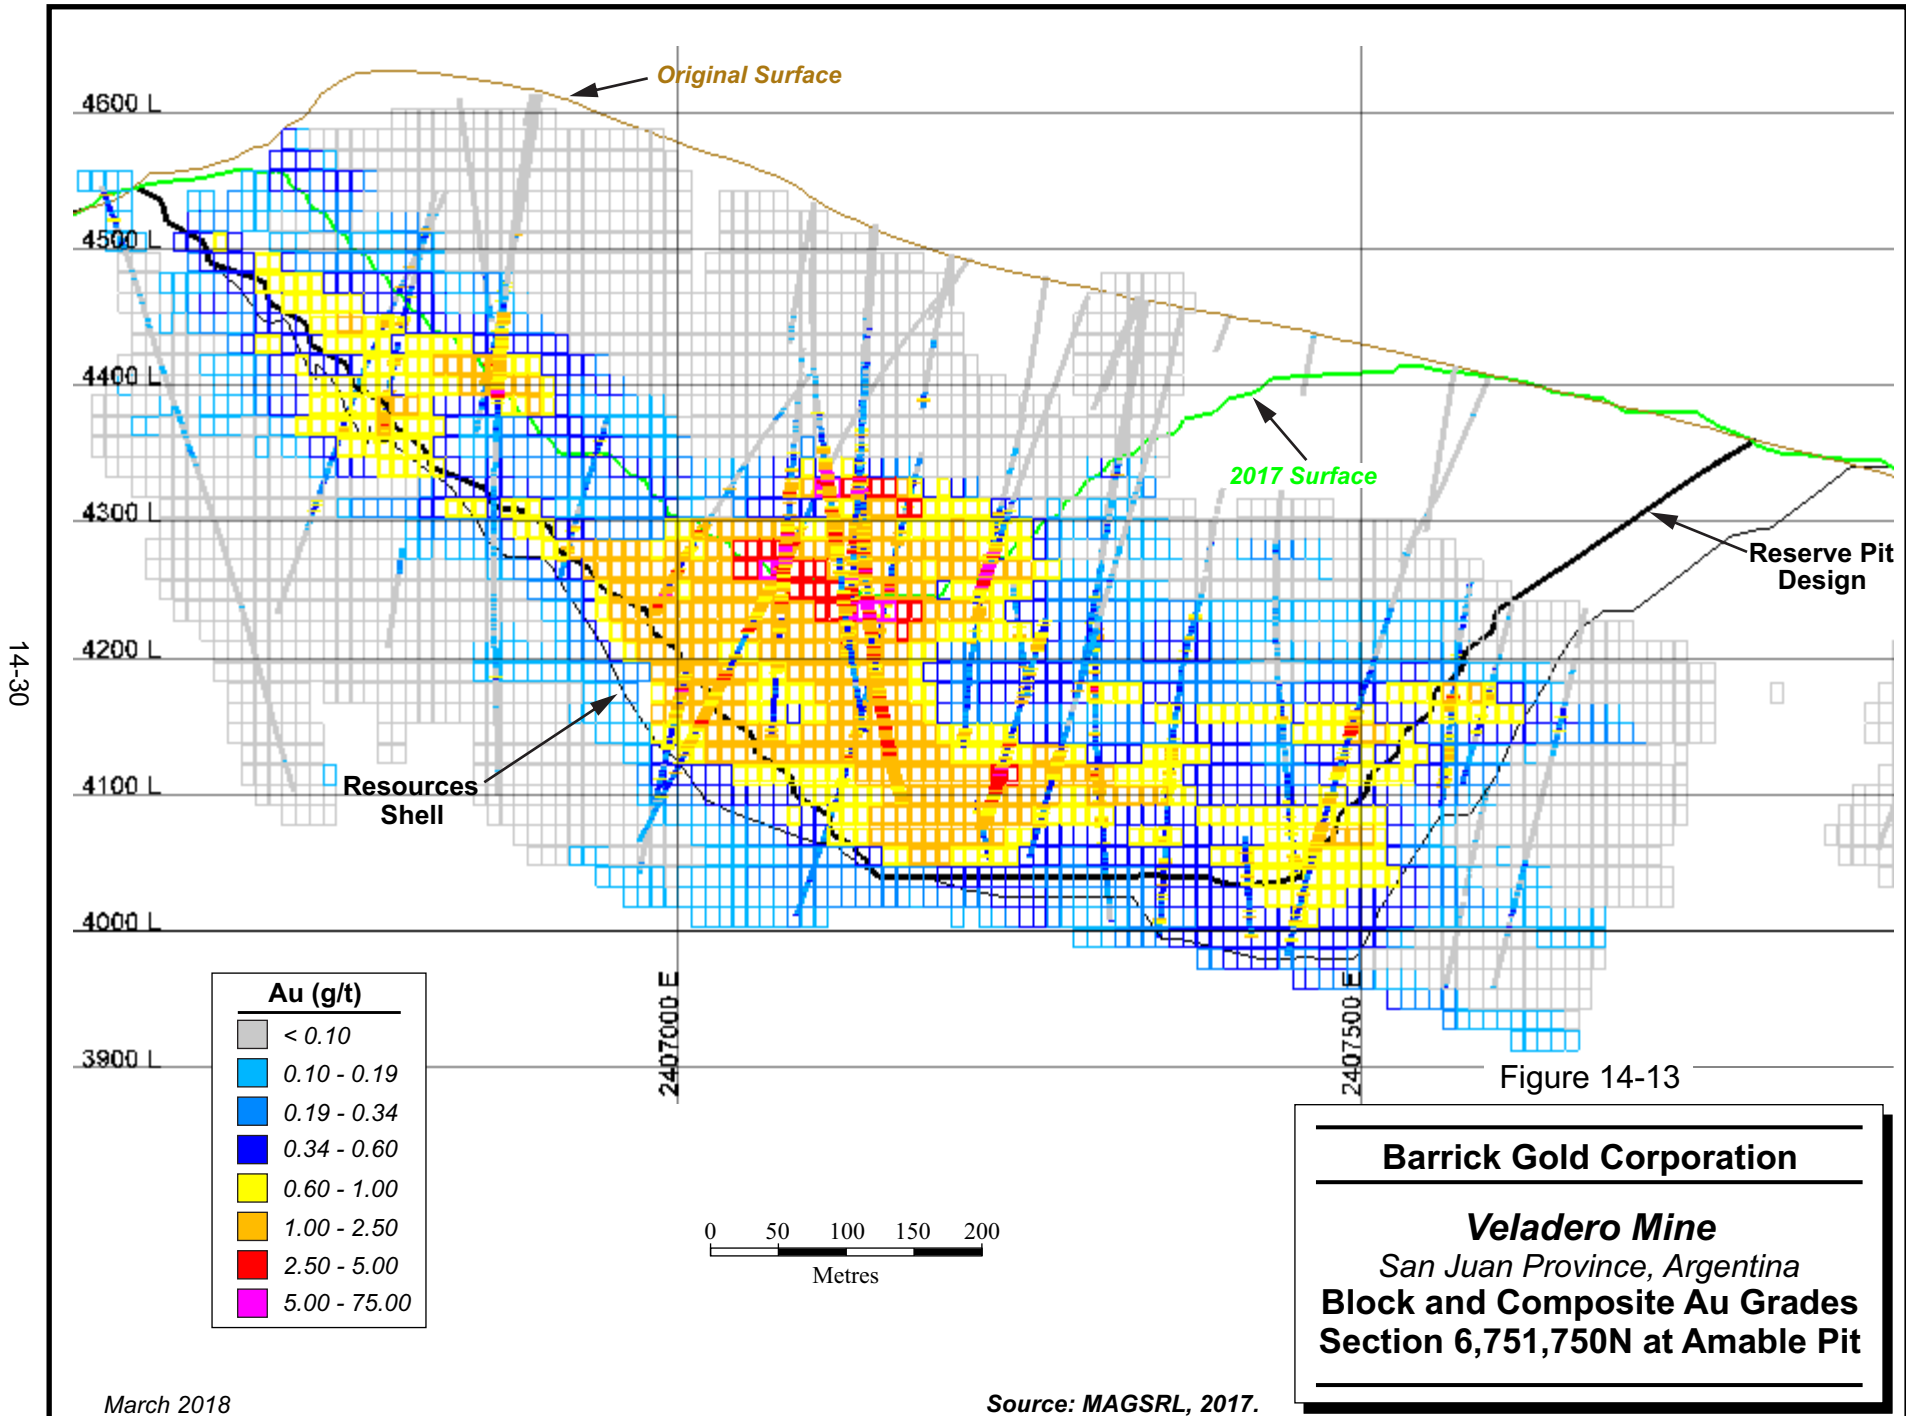 Original Surface
4600 L
4500 L
4400 L
2017 Surface
4300 L
Reserve Pit
Design
4200 L
14-30
Resources
Shell
4100 L
4000 L
2407000 E
2407500 E
3900 L
Au (g/t)
< 0.10
0.10 - 0.19
0.19 - 0.34
0.34 - 0.60
0.60 - 1.00
1.00 - 2.50
2.50 - 5.00
5.00 - 75.00
0 50 100 150 200
Metres
Figure 14-13
Barrick Gold Corporation
Veladero Mine
San Juan Province, Argentina
Block and Composite Au Grades
Section 6,751,750N at Amable Pit
March 2018
Source: MAGSRL, 2017.